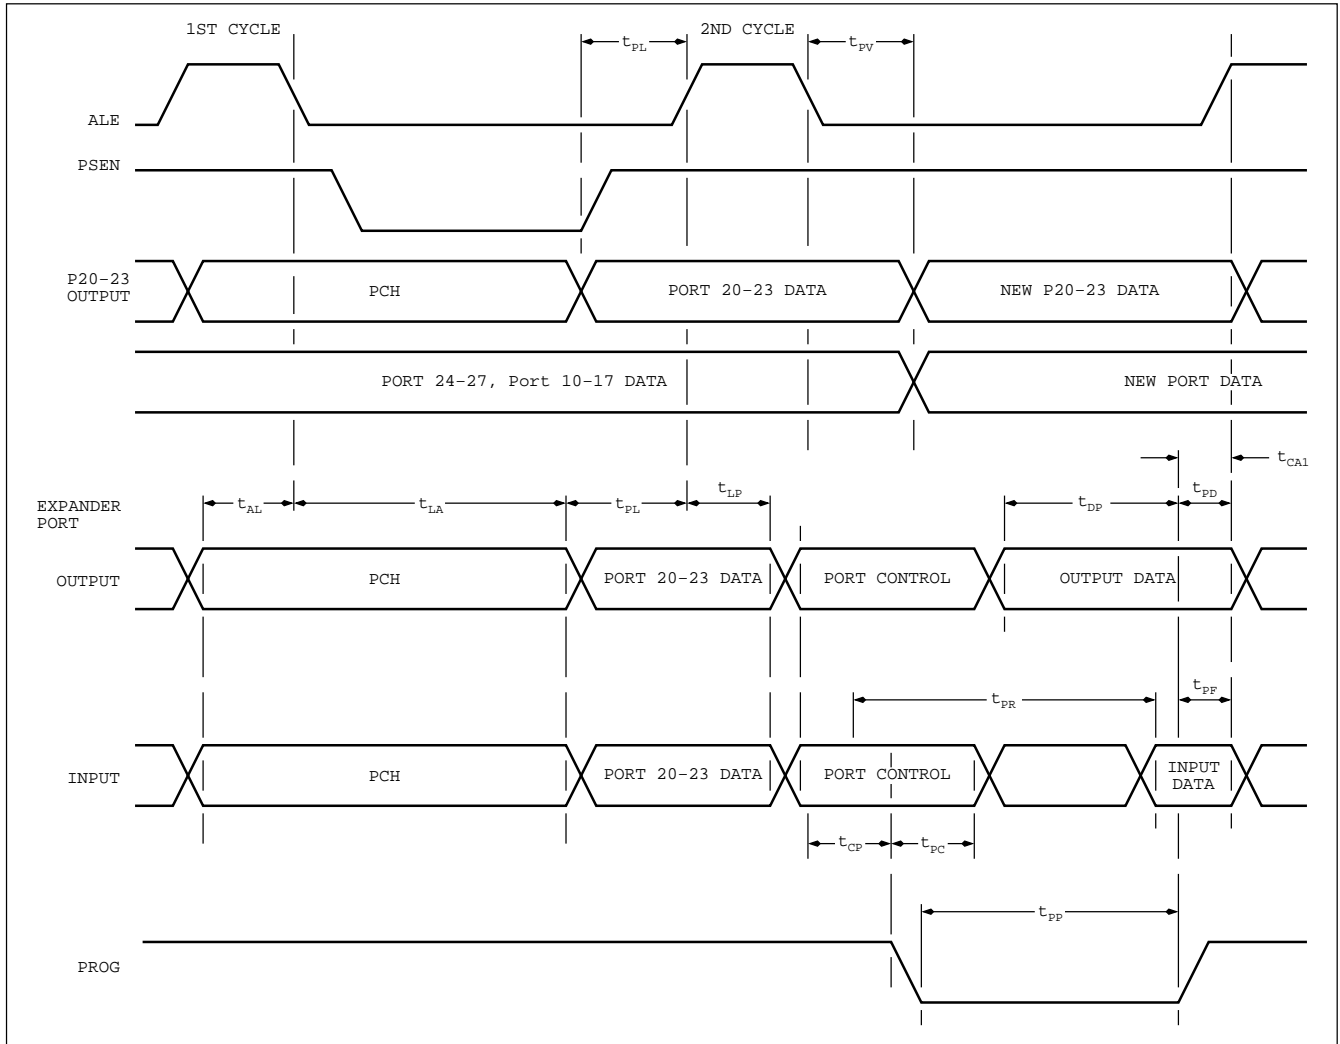 1ST CYCLE
tPL
2ND CYCLE
tPV
ALE
PSEN
P20-23
OUTPUT
PCH
PORT 20-23 DATA
NEW P20-23 DATA
PORT 24-27, Port 10-17 DATA
NEW PORT DATA
tCA1
EXPANDER
PORT
tAL
tLA
tPL
tLP
tDP
tPD
OUTPUT
PCH
PORT 20-23 DATA
PORT CONTROL
OUTPUT DATA
tPR
tPF
INPUT
PCH
PORT 20-23 DATA
PORT CONTROL
INPUT
DATA
tCP
tPC
tPP
PROG